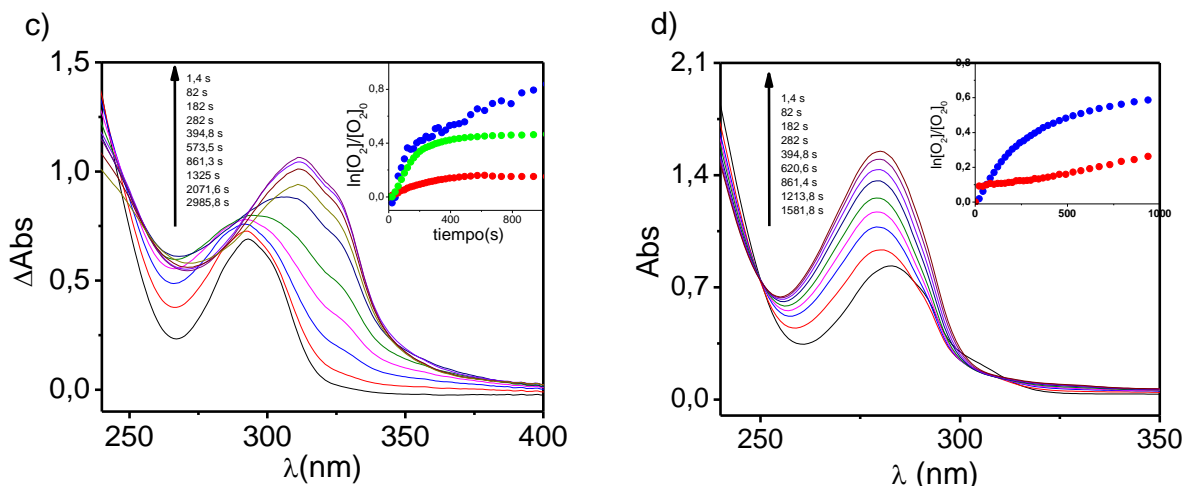 c)
ΔAbs
1,5
1,0
0,5
0,0
250
300
350
400
λ(nm)
1,4 s
82 s
182 s
282 s
394,8 s
573,5 s
861,3 s
1325 s
2071,6 s
2985,8 s
ln[O2]/[O2]0
0,8
0,4
0,0
0
400
800
tiempo(s)
d)
Abs
2,1
1,4
0,7
0,0
250
300
350
λ (nm)
1,4 s
82 s
182 s
282 s
394,8 s
620,6 s
861,4 s
1213,8 s
1581,8 s
ln[O2]/[O2]0
0,8
0,6
0,4
0,2
0,0
0
500
1000